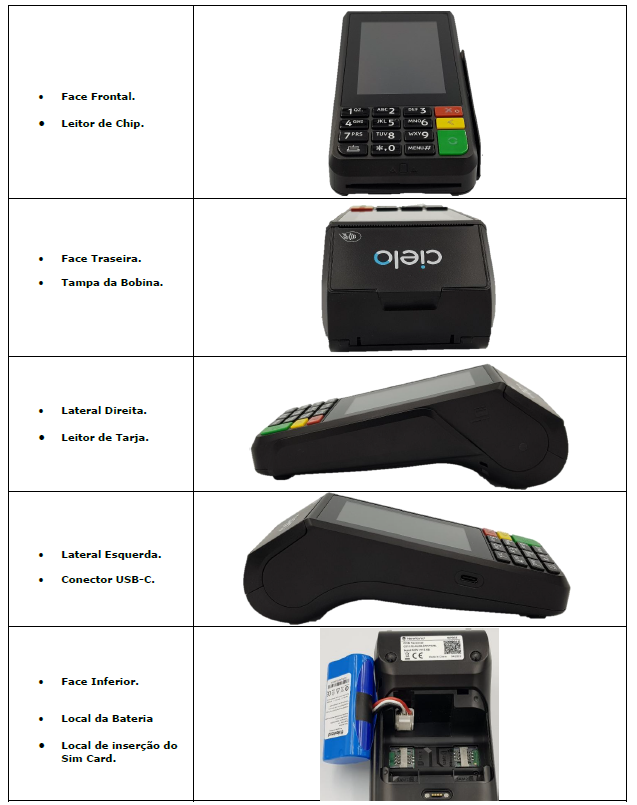 Face Frontal.
Leitor de Chip.
1 QZ. ABC 2 DEF 3
4 GHI JKL 5 MNO 6 <
7 PRS TUV 8 WXY 9
*. 0 MENU/#
Face Traseira.
Tampa da Bobina.
cielo
Lateral Direita.
Leitor de Tarja.
Lateral Esquerda.
Conector USB-C.
Face Inferior.
Local da Bateria
Local de inserção do
Sim Card.